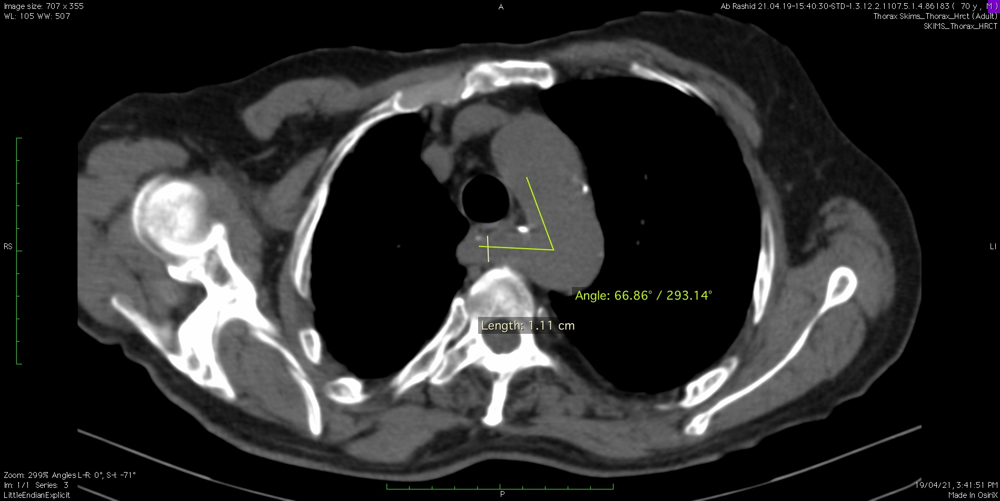 Image size: 707 x 355
WL: 105 WW: 507
A
Ab Rashid 21.04.19-15:40:30-STD-1.3.12.2.1107.5.1.4.86183 ( 70 y , M )
Thorax Skims_Thorax_Hrct (Adult)
SKIMS_Thorax_HRCT
RS
LI
Angle: 66.86° / 293.14°
Length: 1.11 cm
Zoom: 299% Angles L-R: 0°, S-I: -71°
Im: 1/1 Series: 3
LittleEndianExplicit
P
19/04/21, 3:41:51 PM
Made In OsiriX